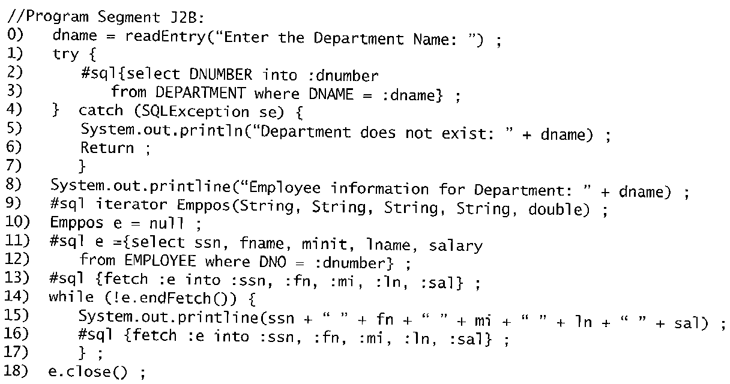 //Program Segment J2B:
0) dname = readEntry("Enter the Department Name: ") ;
1) try {
2) #sql{select DNUMBER into :dnumber
3) from DEPARTMENT where DNAME = :dname} ;
4) } catch (SQLException se) {
5) System.out.println("Department does not exist: " + dname) ;
6) Return ;
7) }
8) System.out.printline("Employee information for Department: " + dname) ;
9) #sql iterator Emppos(String, String, String, String, double) ;
10) Emppos e = null ;
11) #sql e ={select ssn, fname, minit, lname, salary
12) from EMPLOYEE where DNO = :dnumber} ;
13) #sql {fetch :e into :ssn, :fn, :mi, :ln, :sal} ;
14) while (!e.endFetch()) {
15) System.out.printline(ssn + " " + fn + " " + mi + " " + ln + " " + sal) ;
16) #sql {fetch :e into :ssn, :fn, :mi, :ln, :sal} ;
17) } ;
18) e.close() ;